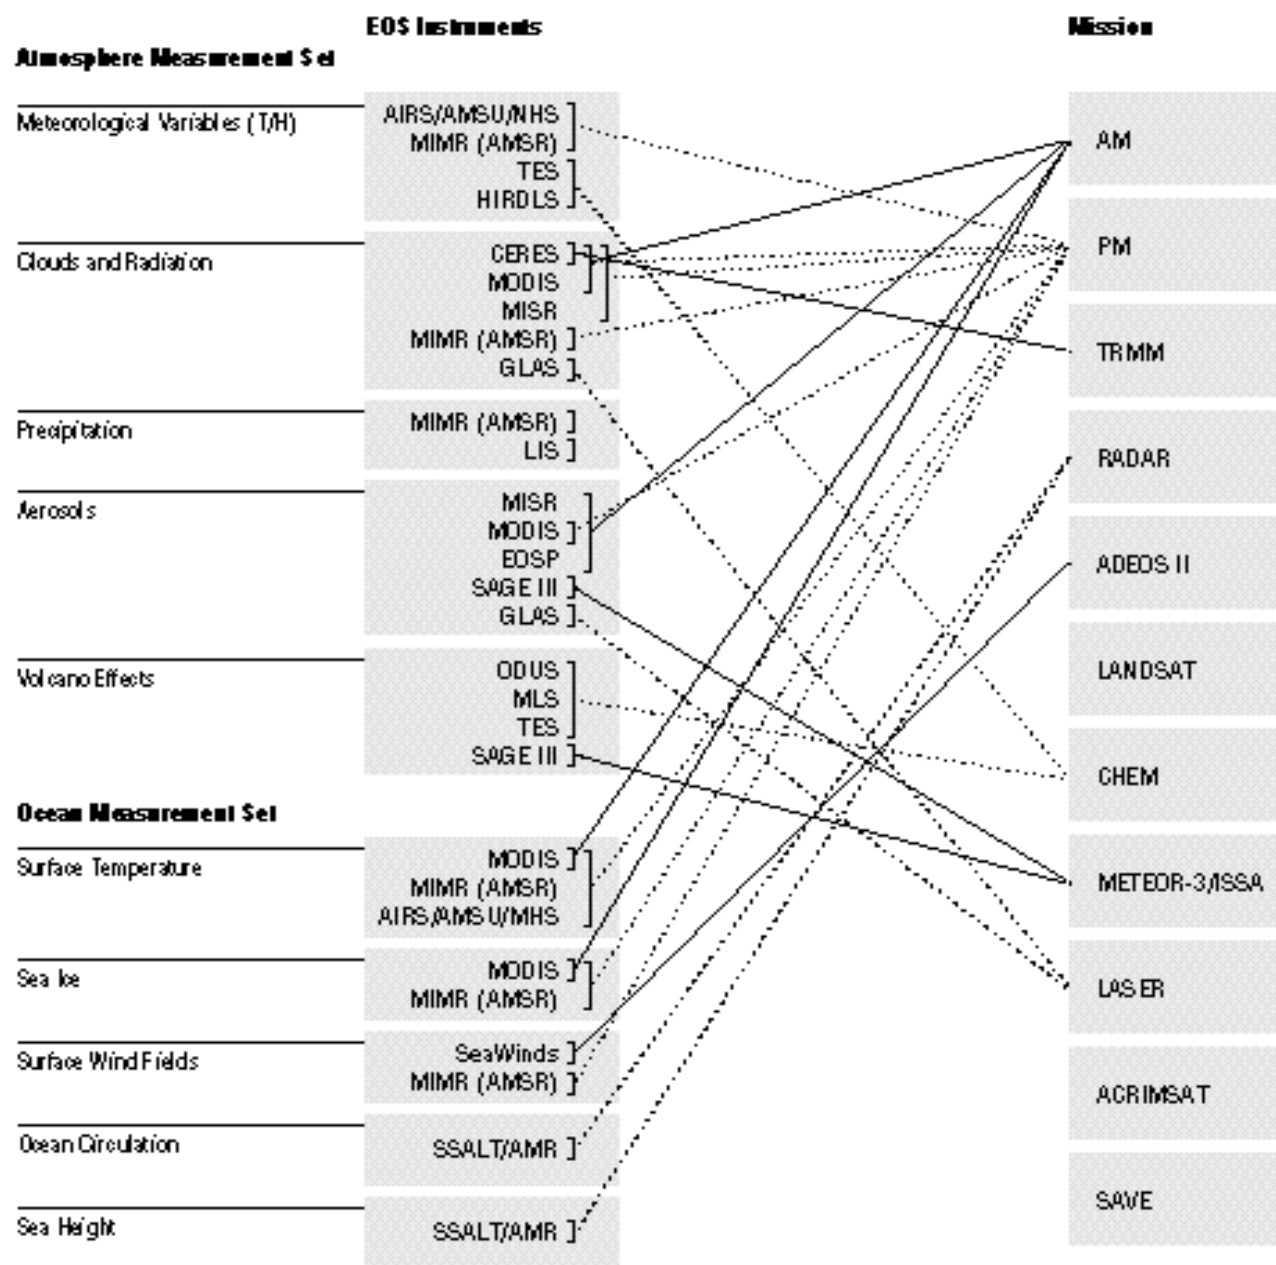 EOS Instruments
Mission
Atmosphere Measurement Set
Meteorological Variables (T/H)
AIRS/AMSU/NHS
MIMR (AMSR)
TES
HIRDLS
Clouds and Radiation
CERES
MODIS
MISR
MIMR (AMSR)
GLAS
Precipitation
MIMR (AMSR)
LIS
Aerosols
MISR
MODIS
EOSP
SAGE III
GLAS
Volcano Effects
ODUS
MLS
TES
SAGE III
Ocean Measurement Set
Surface Temperature
MODIS
MIMR (AMSR)
AIRS/AMSU/MHS
Sea Ice
MODIS
MIMR (AMSR)
Surface Wind Fields
SeaWinds
MIMR (AMSR)
Ocean Circulation
SSALT/AMR
Sea Height
SSALT/AMR
AM
PM
TRMM
RADAR
ADEOS II
LANDSAT
CHEM
METEOR-3/ISSA
LASER
ACRIMSAT
SAVE